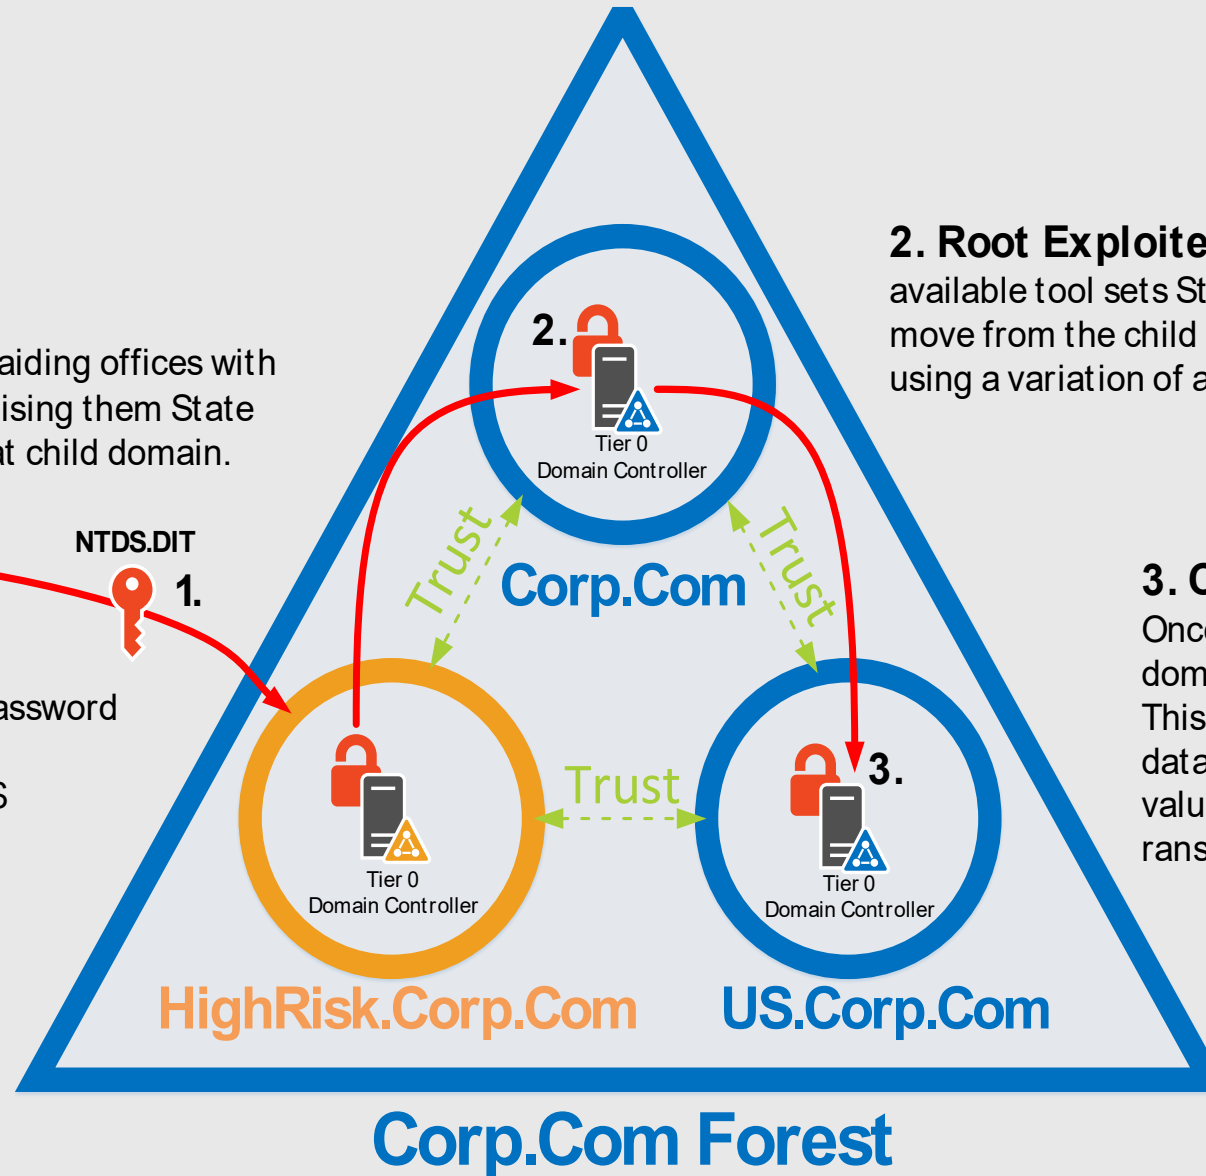 2. Root Exploite
available tool sets St
move from the child
using a variation of a
aiding offices with
ising them State
at child domain.
2.
Tier 0
Domain Controller
NTDS.DIT
1.
Trust
Trust
Corp.Com
3. C
Once
dom
This
data
valu
rans
assword
S
3.
Trust
Tier 0
Domain Controller
Tier 0
Domain Controller
HighRisk.Corp.Com
US.Corp.Com
Corp.Com Forest